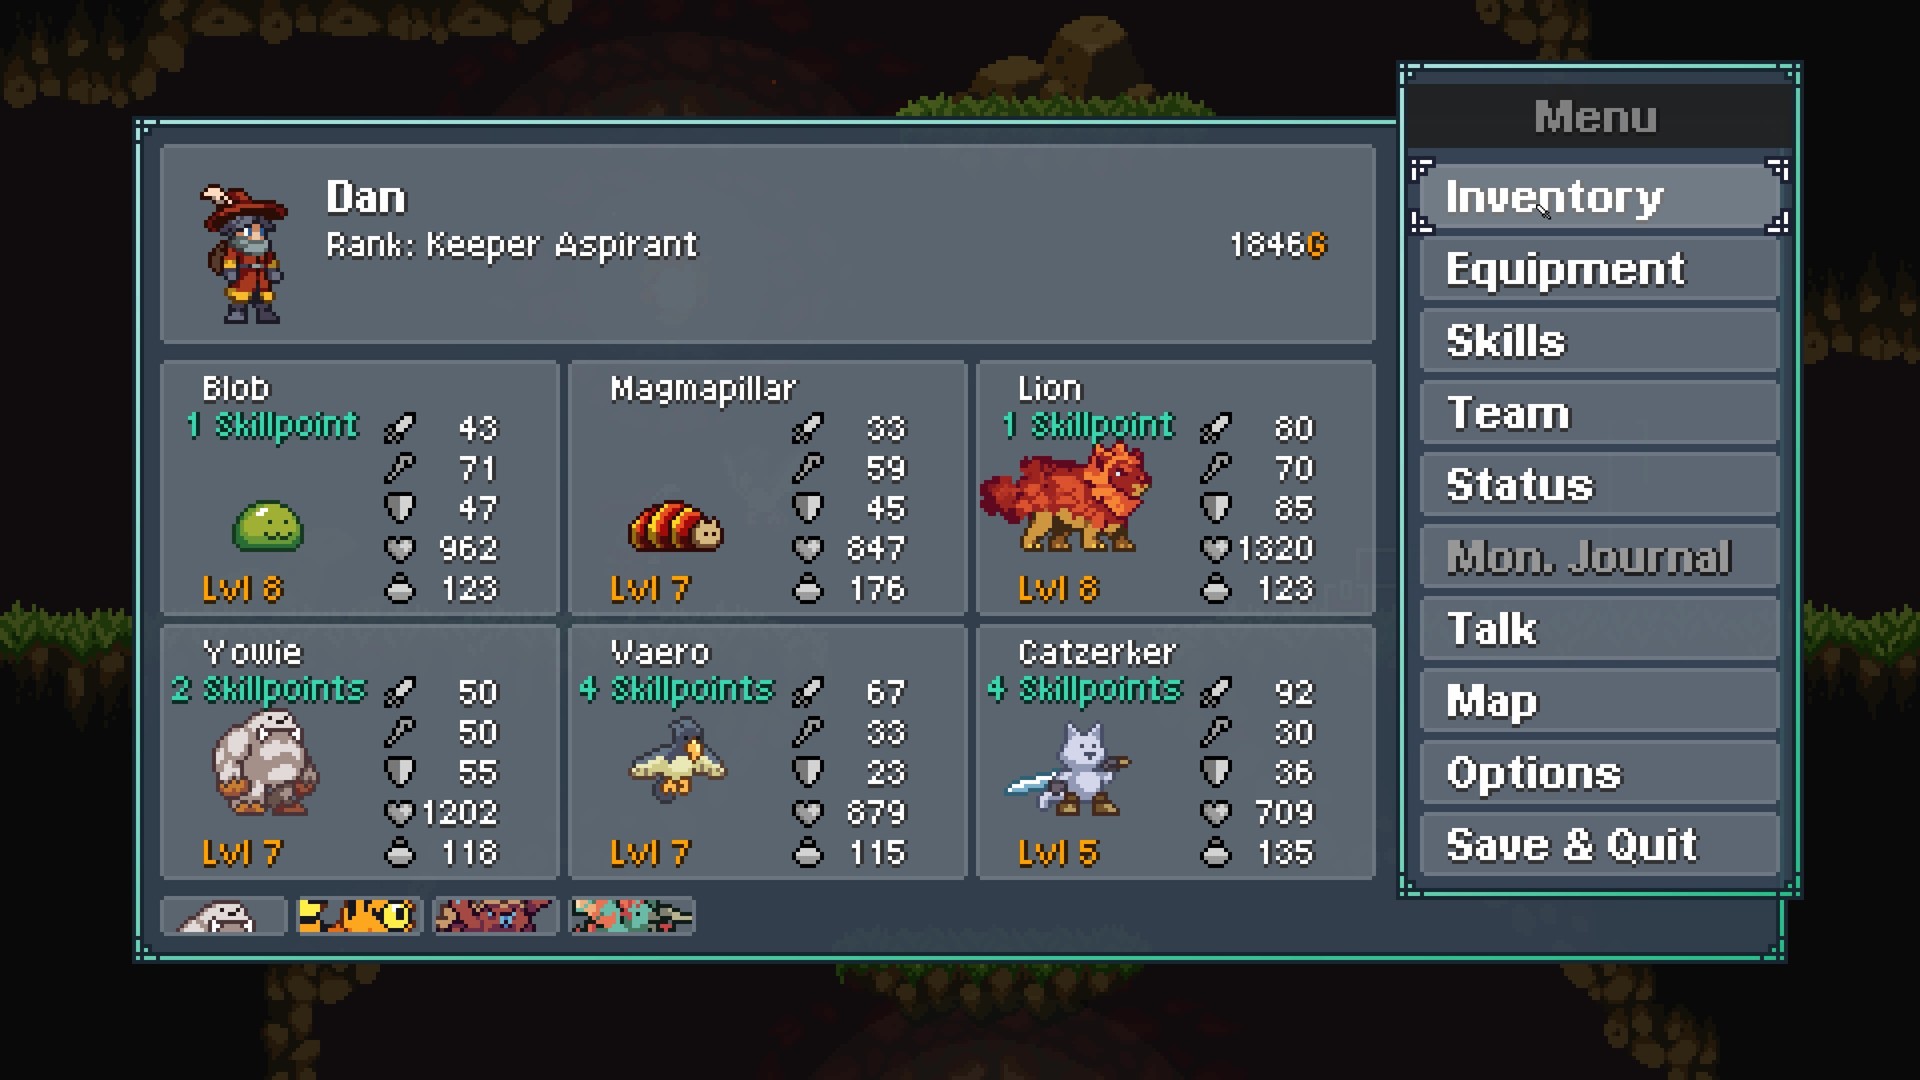 Menu
Dan
Rank: Keeper Aspirant
1846G
Inventory
Equipment
Skills
Team
Status
Mon. Journal
Talk
Map
Options
Save & Quit
Blob
1 Skillpoint
43
71
47
962
123
Lvl 8
Magmapillar
33
59
45
847
176
Lvl 7
Lion
1 Skillpoint
80
70
85
1320
123
Lvl 8
Yowie
2 Skillpoints
50
50
55
1202
118
Lvl 7
Vaero
4 Skillpoints
67
33
23
879
115
Lvl 7
Catzerker
4 Skillpoints
92
30
36
709
135
Lvl 5